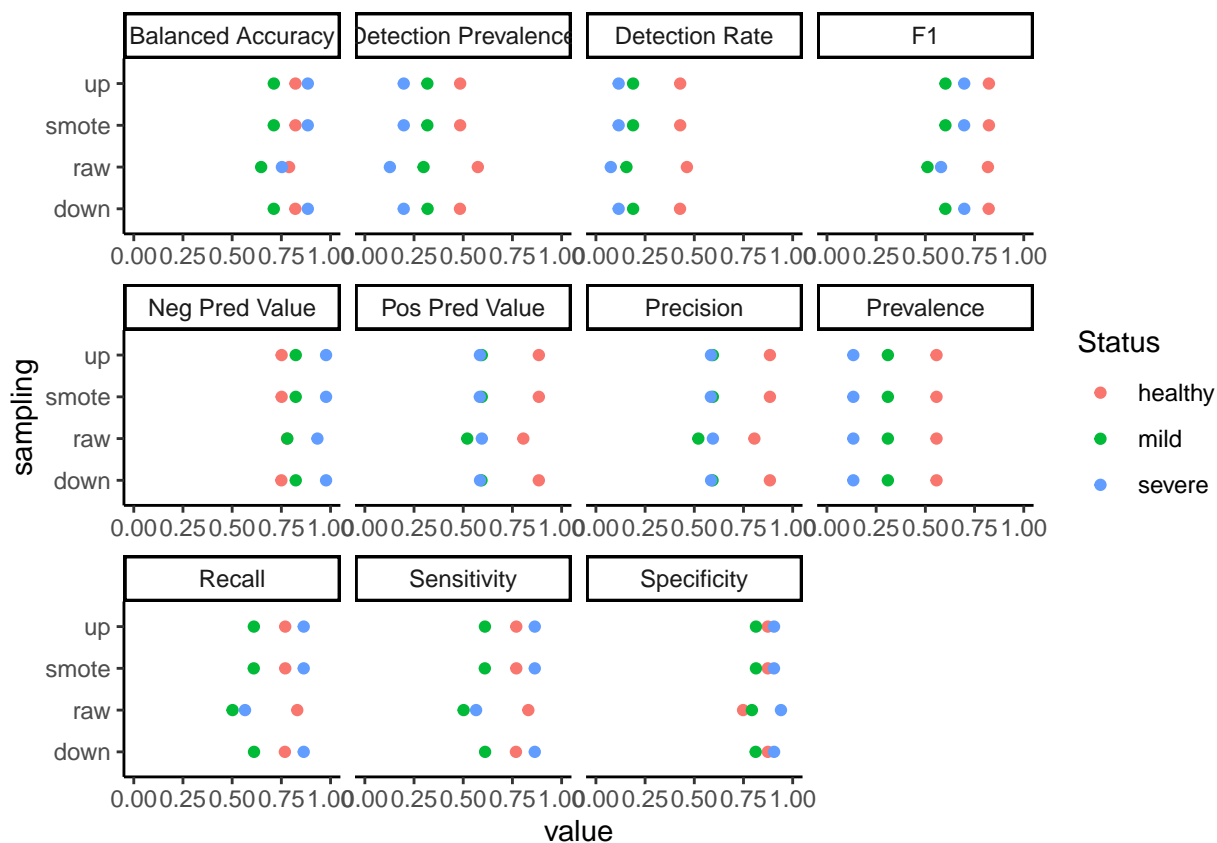 Balanced Accuracy Detection Prevalence Detection Rate F1
up
smote
raw
down
0.00 0.25 0.50 0.75 1.00 0.00 0.25 0.50 0.75 1.00 0.00 0.25 0.50 0.75 1.00 0.00 0.25 0.50 0.75 1.00
Neg Pred Value Pos Pred Value Precision Prevalence
up
smote
raw
down
0.00 0.25 0.50 0.75 1.00 0.00 0.25 0.50 0.75 1.00 0.00 0.25 0.50 0.75 1.00 0.00 0.25 0.50 0.75 1.00
Recall Sensitivity Specificity
up
smote
raw
down
0.00 0.25 0.50 0.75 1.00 0.00 0.25 0.50 0.75 1.00 0.00 0.25 0.50 0.75 1.00
sampling
value
Status
healthy
mild
severe